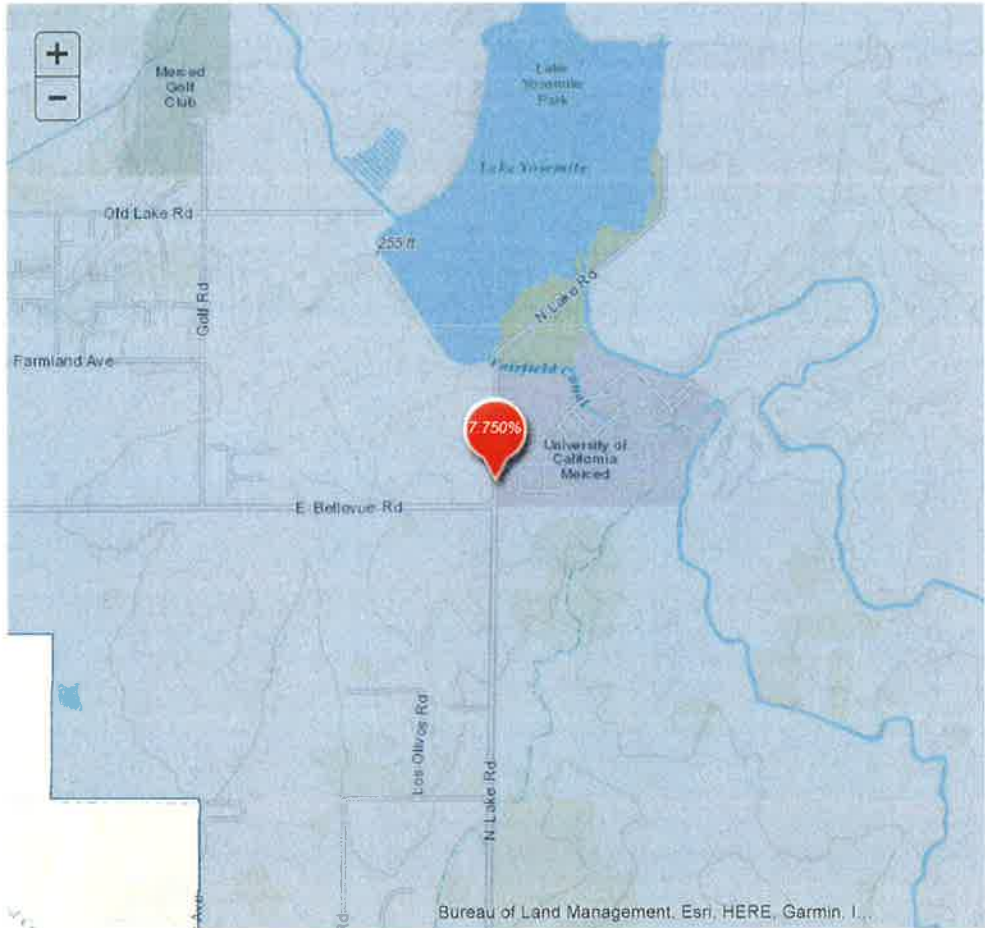 +
Merced
Golf
Club
−
Lake
Yosemite
Park
Lake Yosemite
Old Lake Rd
255 ft
N Lake Rd
Golf Rd
Farmland Ave
Fairfield Canal
7.750%
University of
California
Merced
E Bellevue Rd
Los Olivos Rd
N Lake Rd
Ave
Rd
Bureau of Land Management, Esri, HERE, Garmin, I...